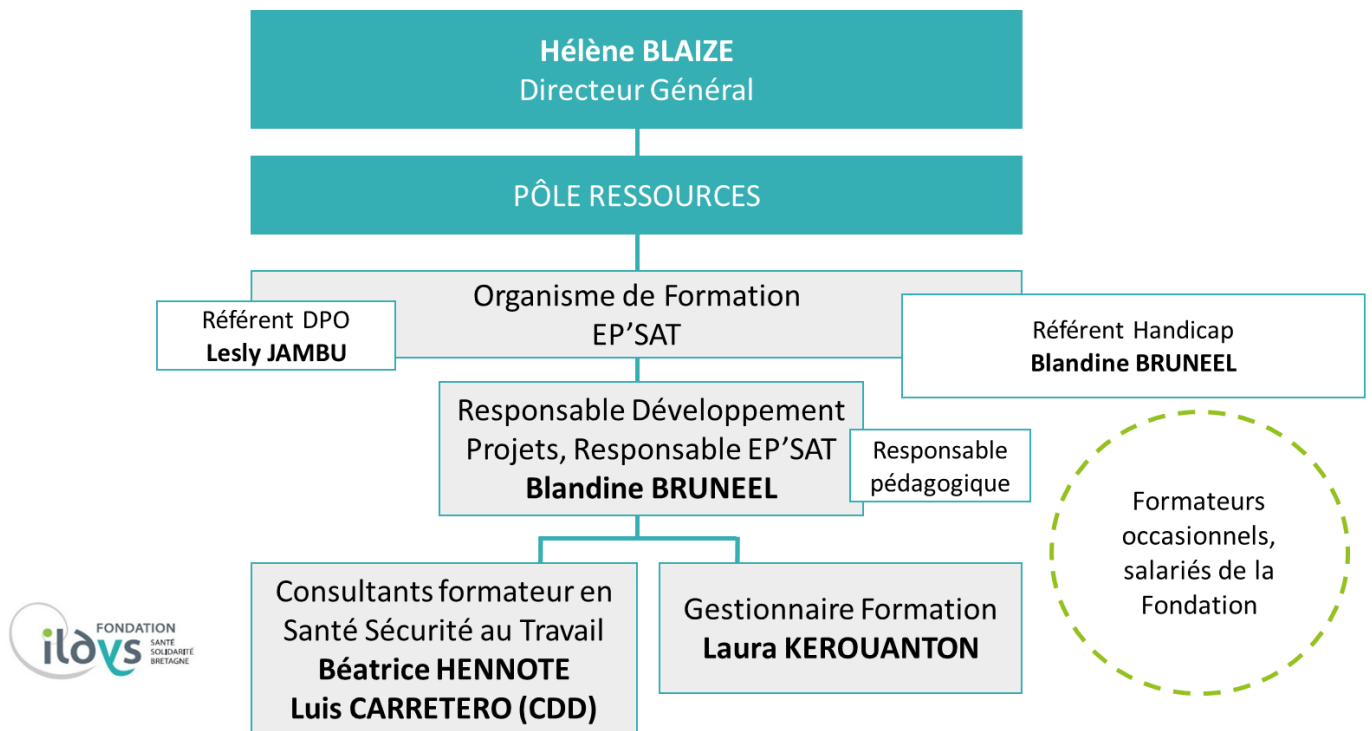 Hélène BLAIZE
Directeur Général
PÔLE RESSOURCES
Organisme de Formation
EP’SAT
Référent DPO
Lesly JAMBU
Référent Handicap
Blandine BRUNEEL
Responsable Développement
Projets, Responsable EP’SAT
Blandine BRUNEEL
Responsable
pédagogique
Formateurs
occasionnels,
salariés de la
Fondation
Consultants formateur en
Santé Sécurité au Travail
Béatrice HENNOTE
Luis CARRETERO (CDD)
Gestionnaire Formation
Laura KEROUANTON
FONDATION
ildys
SANTÉ
SOLIDARITÉ
BRETAGNE